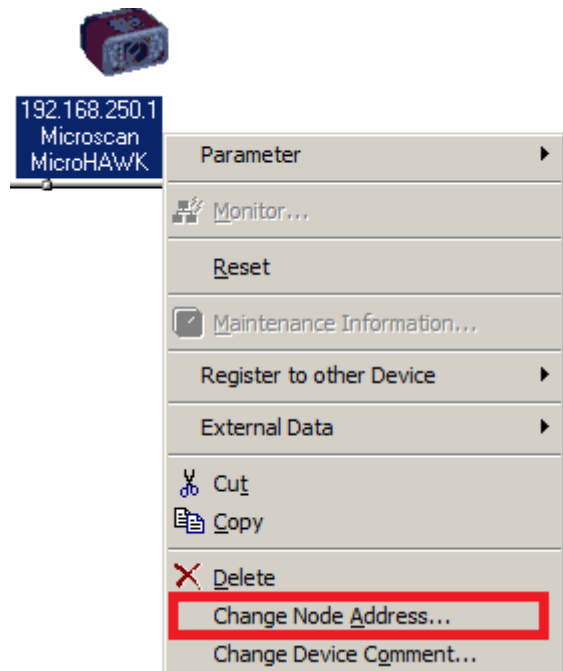 192.168.250.1
Microscan
MicroHAWK
Parameter
Monitor...
Reset
Maintenance Information...
Register to other Device
External Data
Cut
Copy
Delete
Change Node Address...
Change Device Comment...